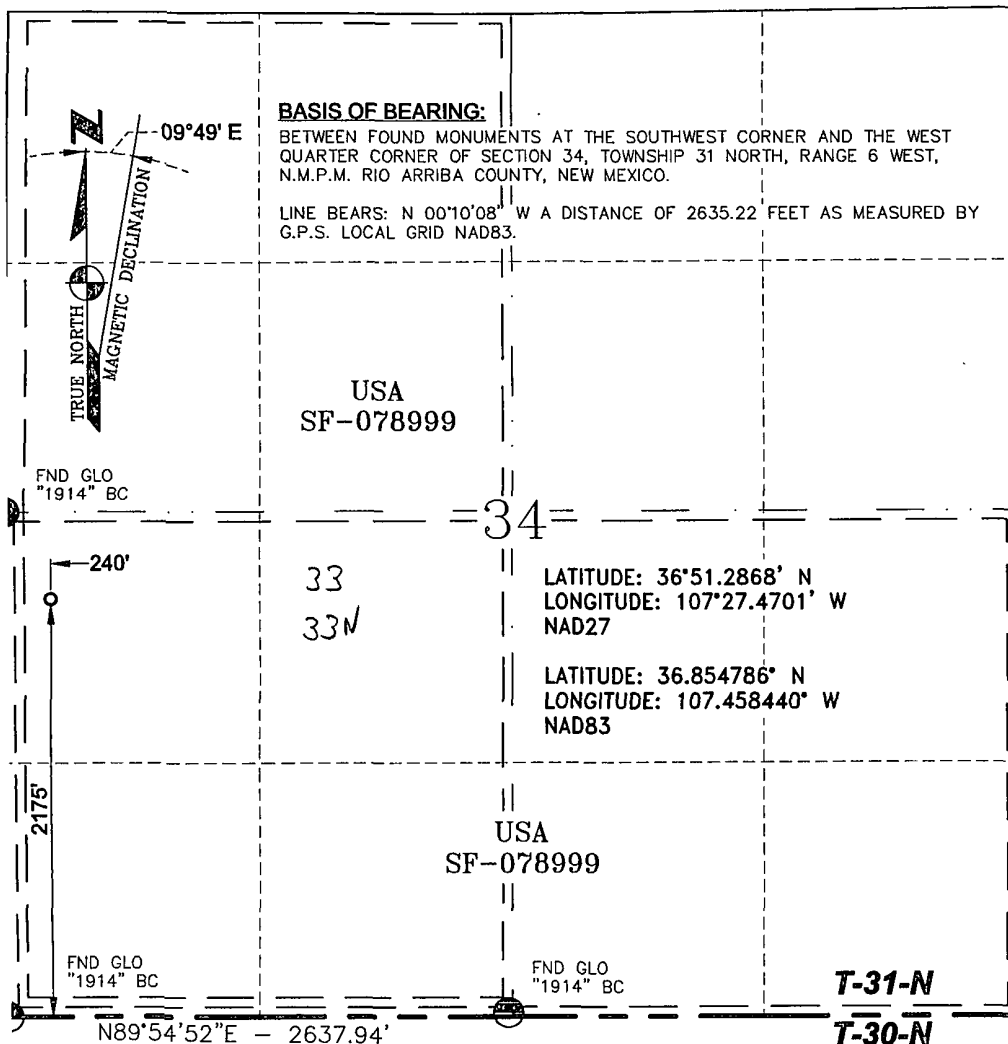 BASIS OF BEARING:
09°49' E
BETWEEN FOUND MONUMENTS AT THE SOUTHWEST CORNER AND THE WEST
QUARTER CORNER OF SECTION 34, TOWNSHIP 31 NORTH, RANGE 6 WEST,
N.M.P.M. RIO ARRIBA COUNTY, NEW MEXICO.
LINE BEARS: N 00°10'08" W A DISTANCE OF 2635.22 FEET AS MEASURED BY
G.P.S. LOCAL GRID NAD83.
N
TRUE NORTH
MAGNETIC DECLINATION
USA
SF-078999
FND GLO
"1914" BC
34
240'
33
33N
LATITUDE: 36°51.2868' N
LONGITUDE: 107°27.4701' W
NAD27
LATITUDE: 36.854786° N
LONGITUDE: 107.458440° W
NAD83
2175'
USA
SF-078999
FND GLO
"1914" BC
FND GLO
"1914" BC
T-31-N
N89°54'52"E - 2637.94'
T-30-N